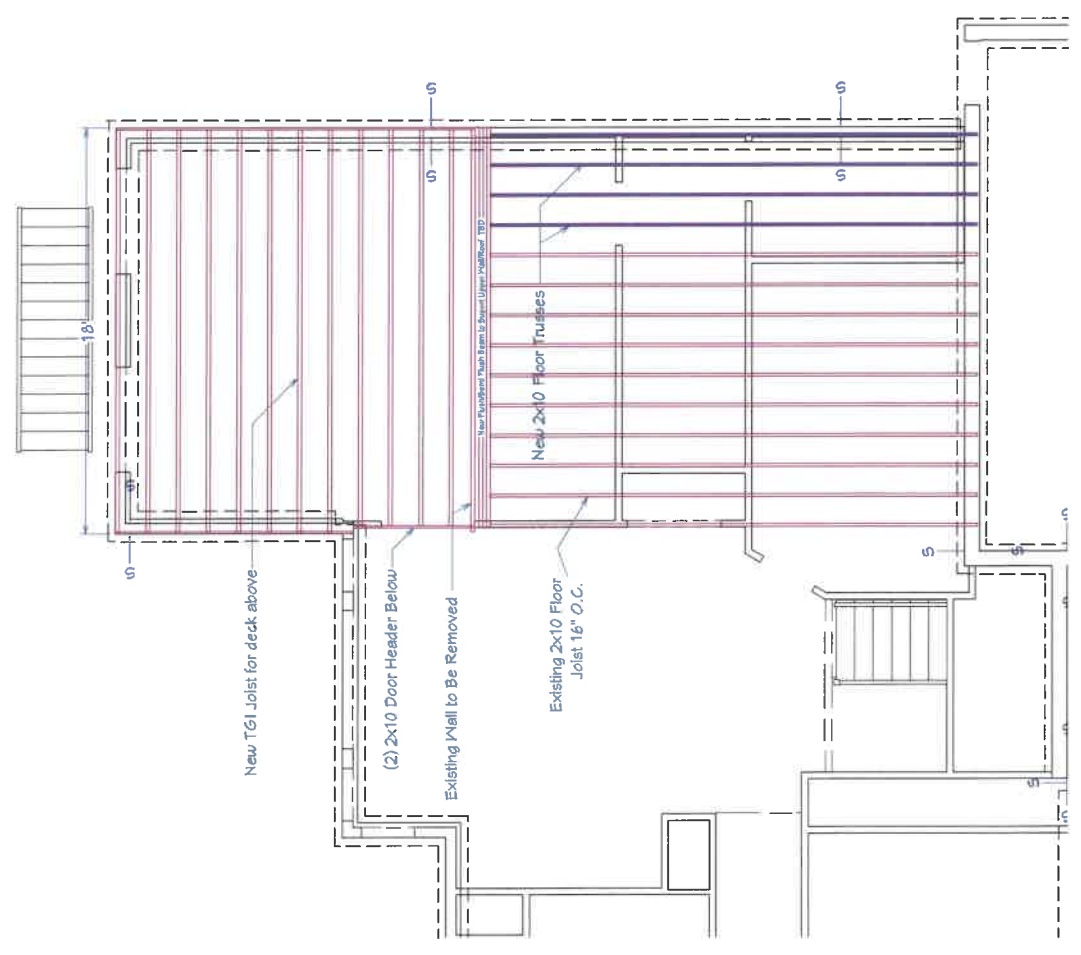 18'
New TGI Joist for deck above
(2) 2x10 Door Header Below
Existing Wall to Be Removed
New 2x10 Floor Trusses
Existing 2x10 Floor
Joist 16" O.C.
S
S
S
S
S
S
S
S
S